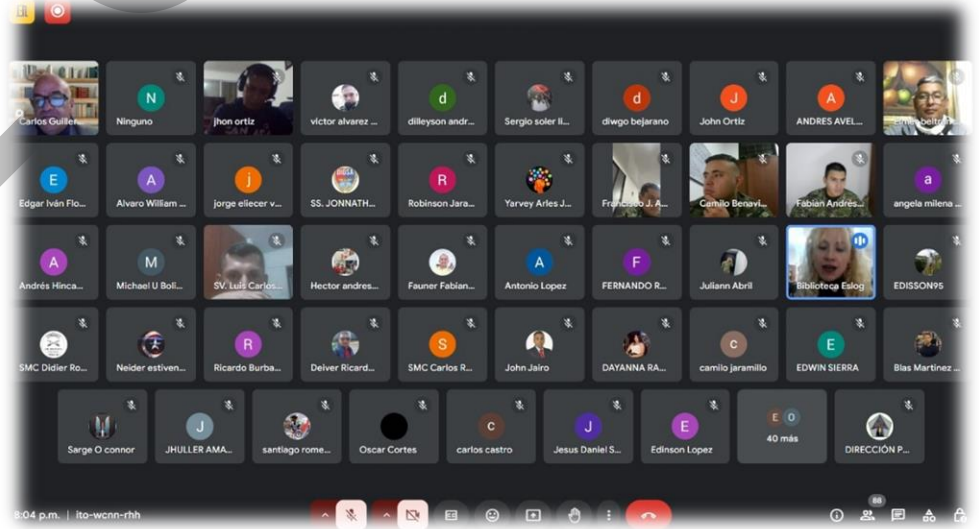 Carlos Guiller...
N
Ninguno
jhon ortiz
victor alvarez ...
d
dilleyson andr...
Sergio soler li...
d
diwgo bejarano
J
John Ortiz
A
ANDRES AVEL...
E
Edgar Iván Flo...
A
Alvaro William ...
j
jorge eliecer v...
SS. JONNATH...
R
Robinson Jara...
Yarvey Arles J...
Francisco J. A...
Camilo Benavi...
Fabian Andrés...
a
angela milena ...
A
Andrés Hinca...
M
Michael U Boli...
SV. Luis Carlos...
Hector andres...
Fauner Fabian...
A
Antonio Lopez
F
FERNANDO R...
Juliann Abril
Biblioteca Eslog
EDISSON95
SMC Didier Ro...
Neider estiven...
R
Ricardo Burba...
Deiver Ricard...
S
SMC Carlos R...
John Jairo
DAYANNA RA...
c
camilo jaramillo
E
EDWIN SIERRA
Blas Martinez ...
Sarge O connor
J
JHULLER AMA...
santiago rome...
Oscar Cortes
c
carlos castro
J
Jesus Daniel S...
E
Edinson Lopez
E O
40 más
DIRECCIÓN P...
8:04 p.m. | ito-wcnn-rhh
88